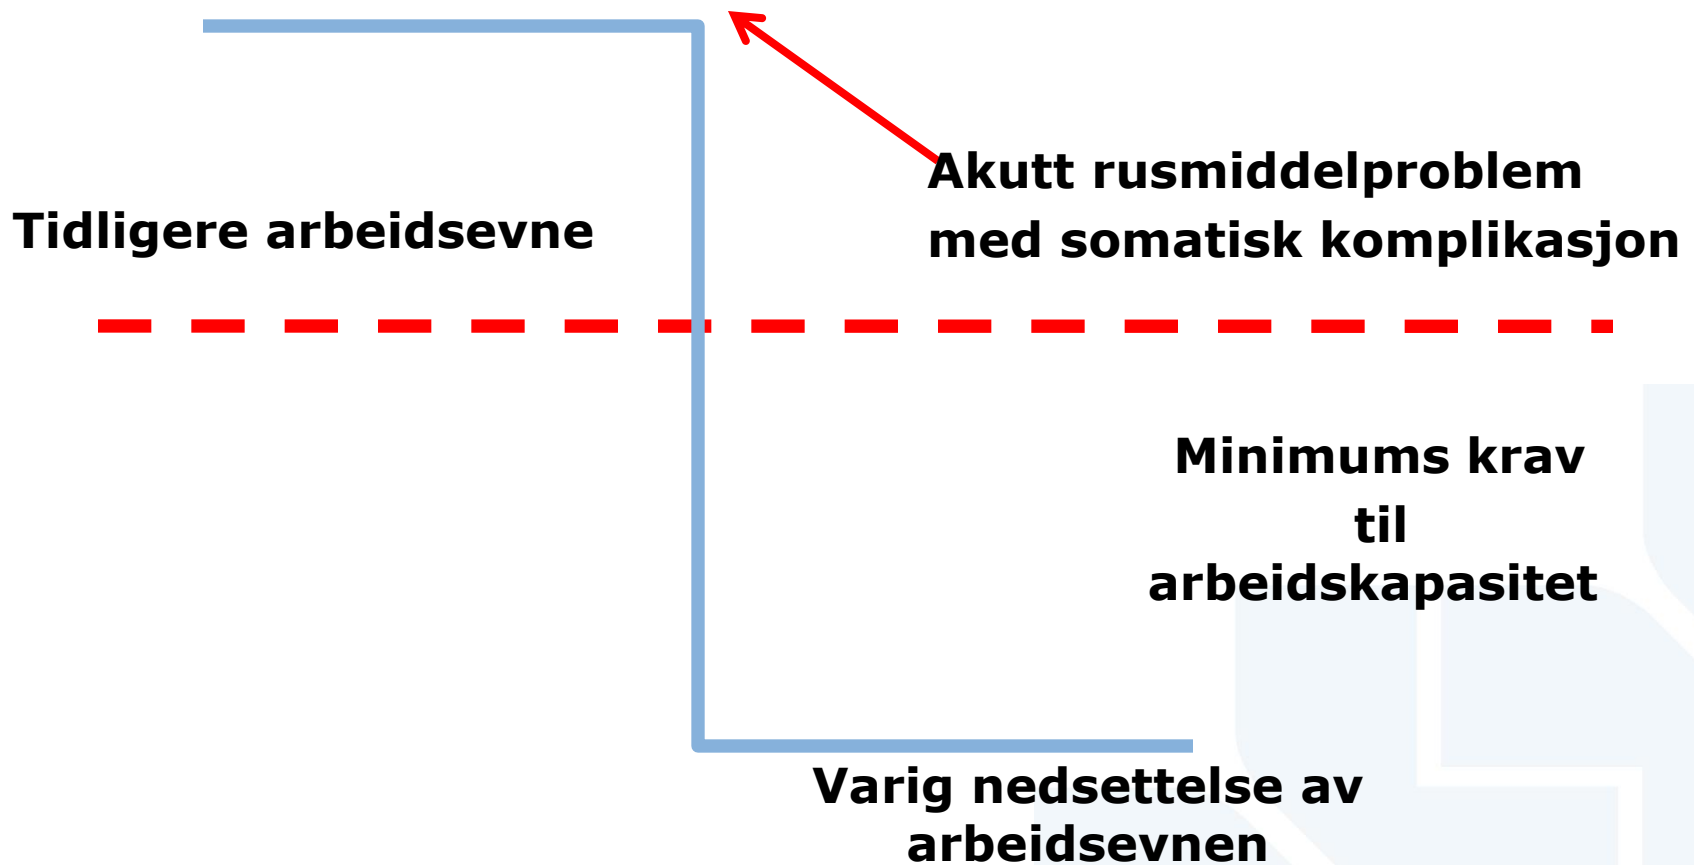 Akutt rusmiddelproblem
med somatisk komplikasjon
Tidligere arbeidsevne
Minimums krav
til
arbeidskapasitet
Varig nedsettelse av
arbeidsevnen